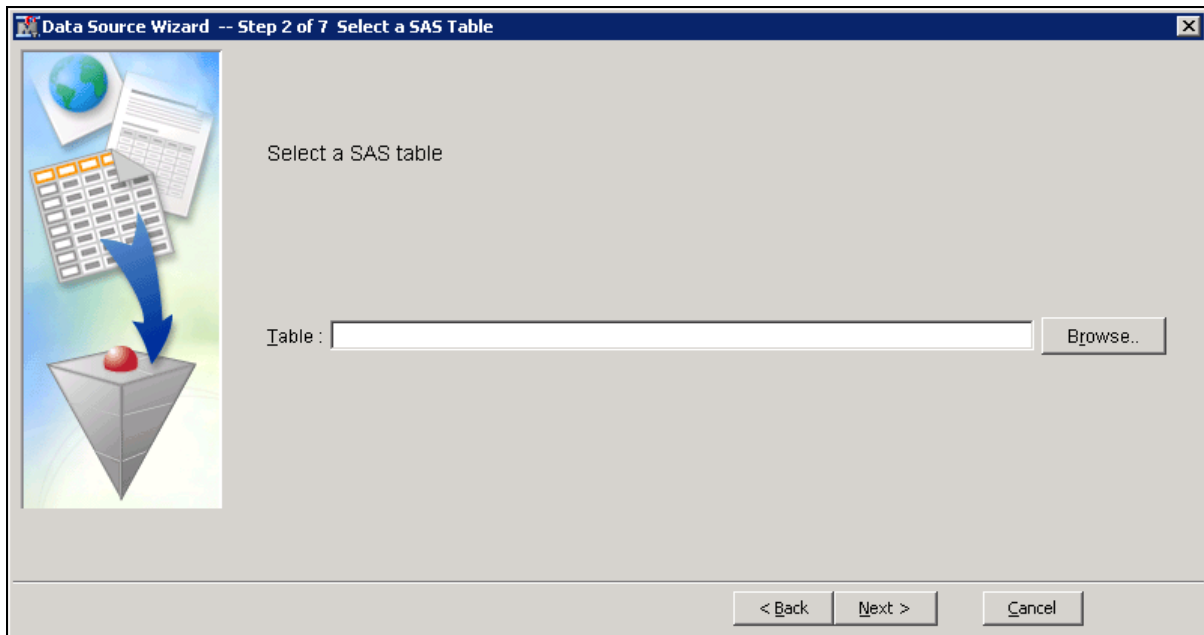 Data Source Wizard -- Step 2 of 7 Select a SAS Table
Select a SAS table
Table :
Browse..
< Back
Next >
Cancel